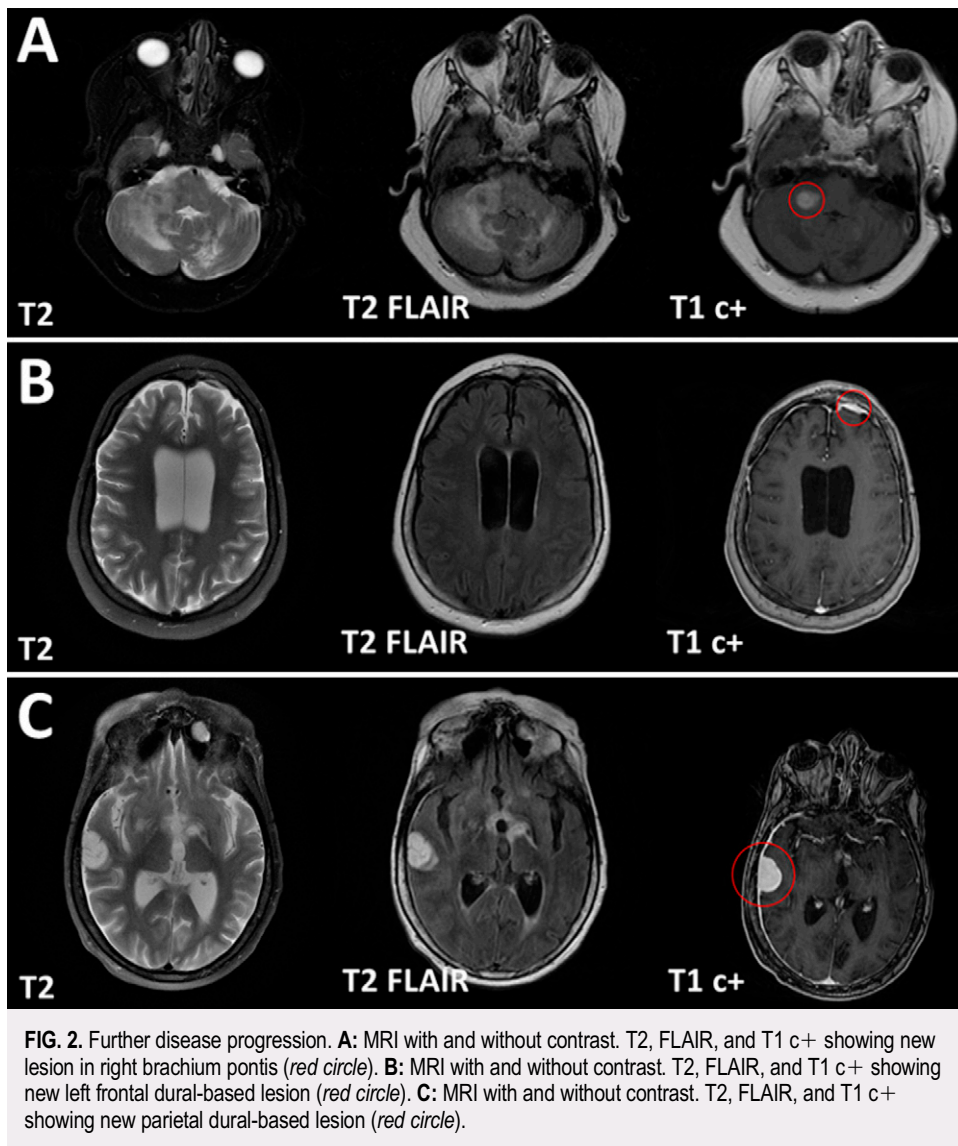 A
T2
T2 FLAIR
T1 c+
B
T2
T2 FLAIR
T1 c+
C
T2
T2 FLAIR
T1 c+
FIG. 2. Further disease progression. A: MRI with and without contrast. T2, FLAIR, and T1 c+ showing new
lesion in right brachium pontis (red circle). B: MRI with and without contrast. T2, FLAIR, and T1 c+ showing
new left frontal dural-based lesion (red circle). C: MRI with and without contrast. T2, FLAIR, and T1 c+
showing new parietal dural-based lesion (red circle).